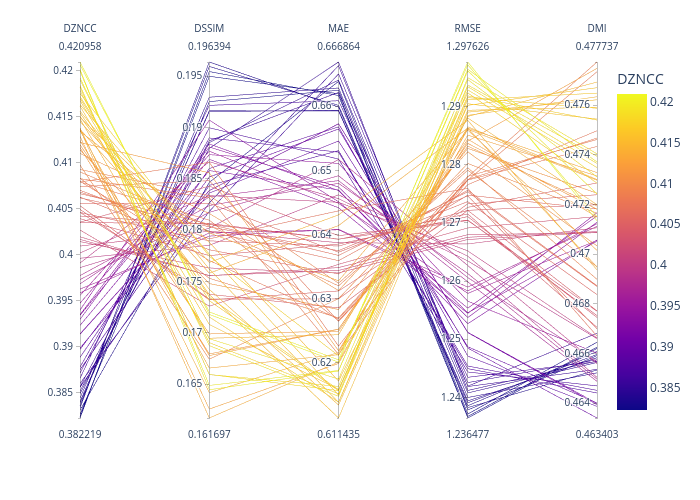 DZNCC DSSIM MAE RMSE DMI
0.420958 0.196394 0.666864 1.297626 0.477737
DZNCC
0.42 0.415 0.41 0.405 0.4 0.395 0.39 0.385
0.195 0.19 0.185 0.18 0.175 0.17 0.165
0.66 0.65 0.64 0.63 0.62
1.29 1.28 1.27 1.26 1.25 1.24
0.476 0.474 0.472 0.47 0.468 0.466 0.464
0.42 0.415 0.41 0.405 0.4 0.395 0.39 0.385
0.382219 0.161697 0.611435 1.236477 0.463403